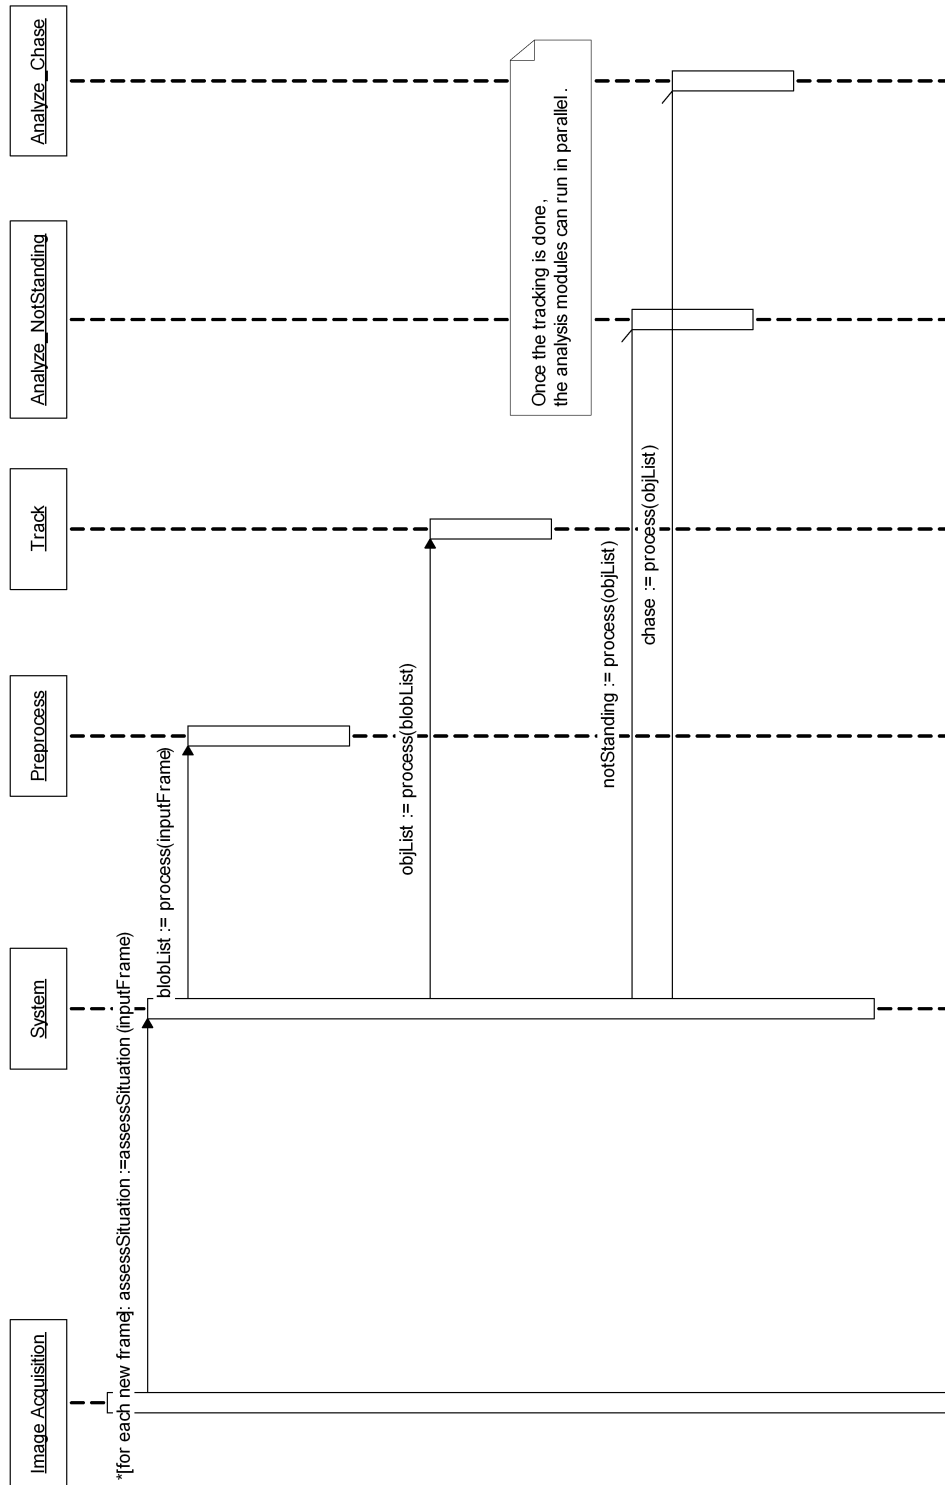 Image Acquisition
System
Preprocess
Track
Analyze_NotStanding
Analyze_Chase
*[for each new frame]: assessSituation :=assessSituation (inputFrame)
blobList := process(inputFrame)
objList := process(blobList)
Once the tracking is done,
the analysis modules can run in parallel.
notStanding := process(objList)
chase := process(objList)